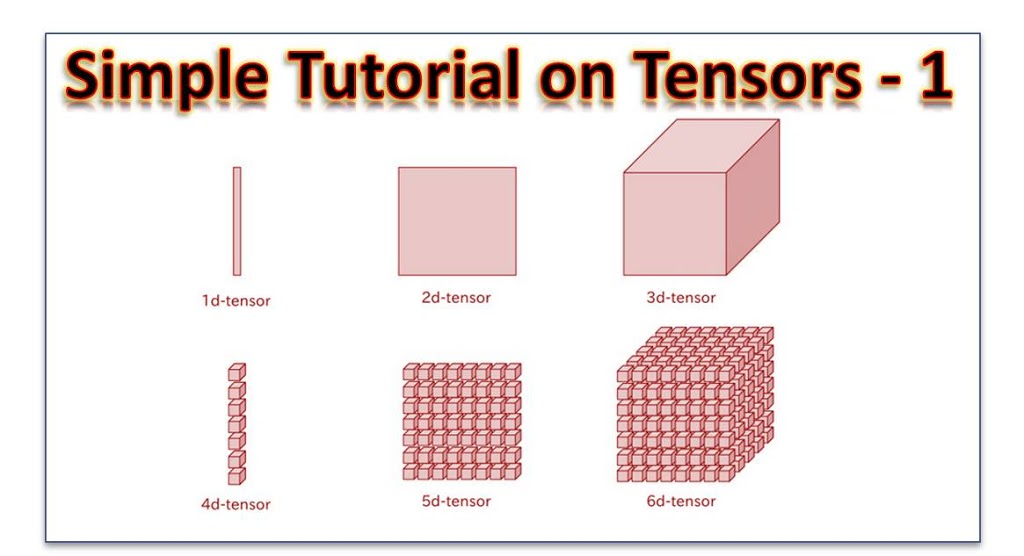 Simple Tutorial on Tensors - 1
1d-tensor
2d-tensor
3d-tensor
4d-tensor
5d-tensor
6d-tensor